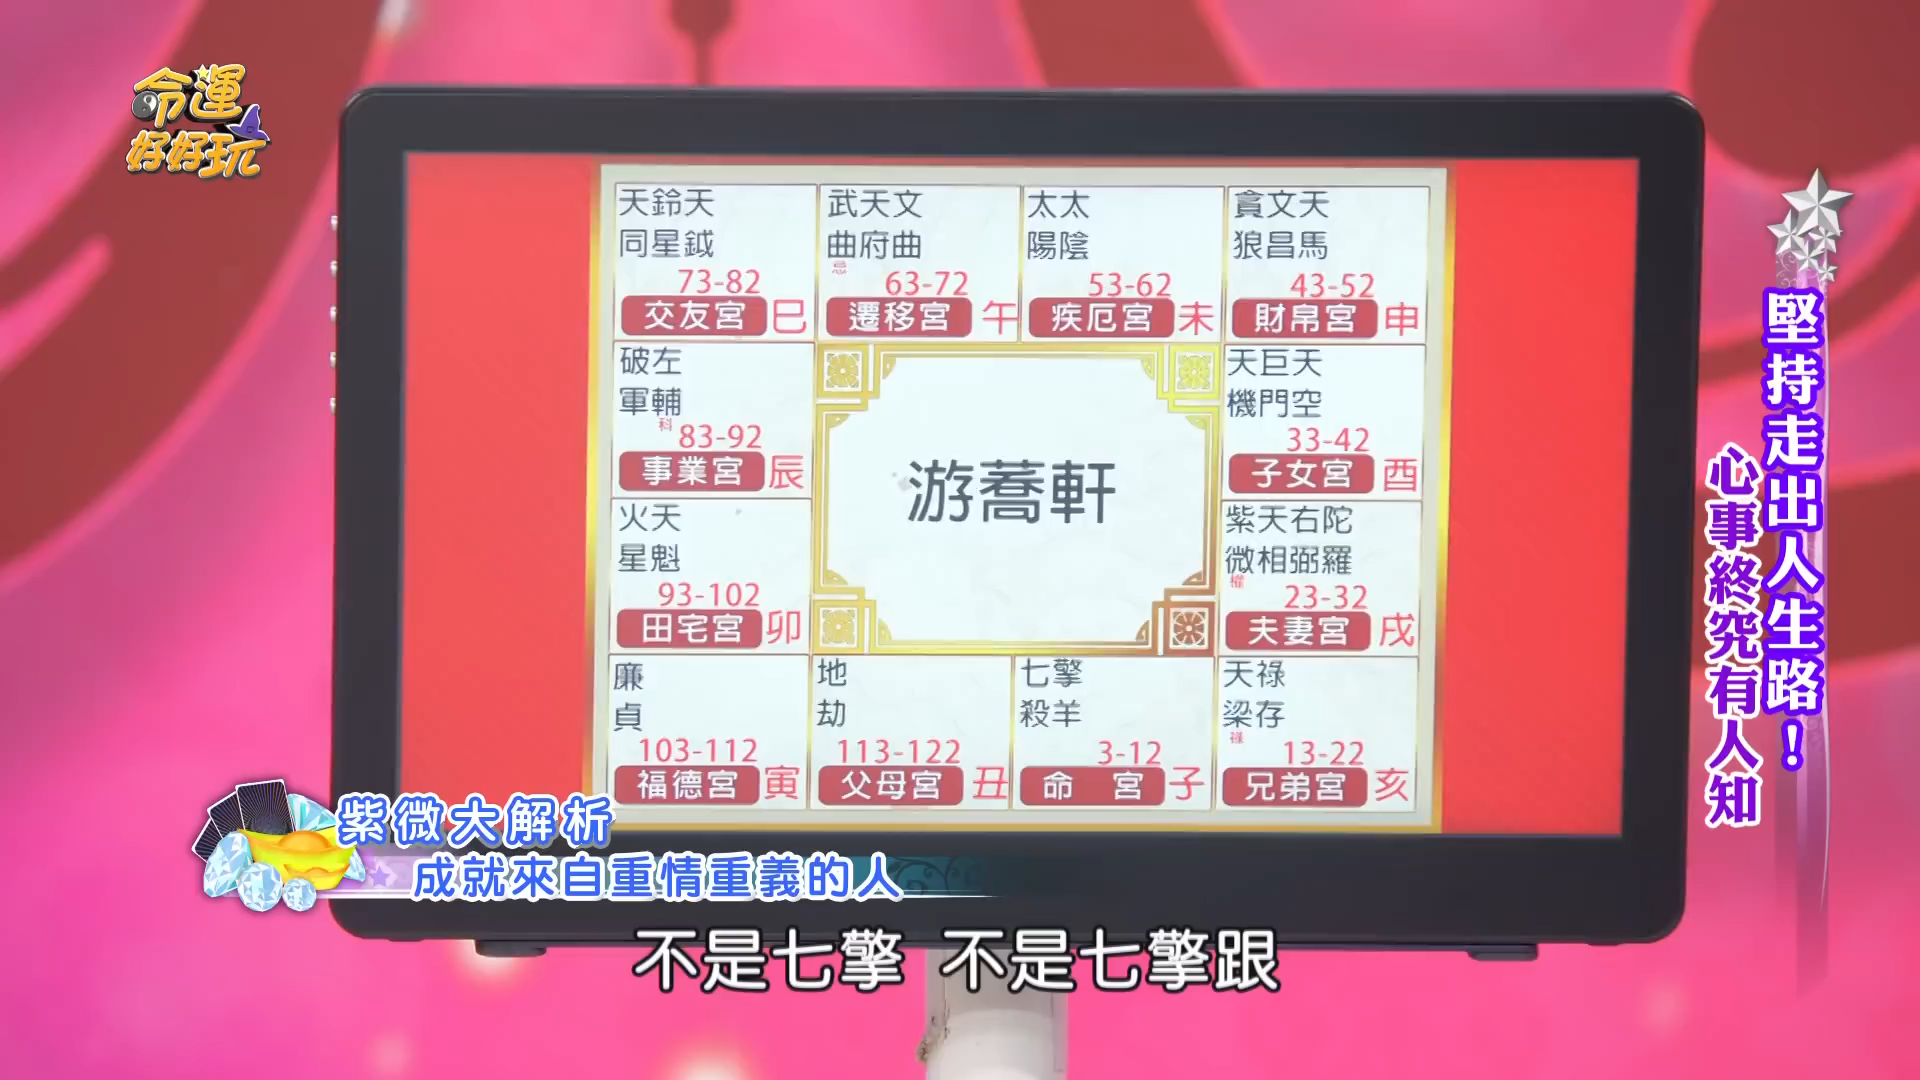 命運
好好玩
天鈴天
同星鉞
73-82
交友宮 巳
武天文
曲府曲
忌
63-72
遷移宮 午
太太
陽陰
53-62
疾厄宮 未
貪文天
狼昌馬
43-52
財帛宮 申
破左
軍輔
科
83-92
事業宮 辰
游蕎軒
天巨天
機門空
33-42
子女宮 酉
火天
星魁
93-102
田宅宮 卯
紫天右陀
微相弼羅
權
23-32
夫妻宮 戌
廉
貞
103-112
福德宮 寅
地
劫
113-122
父母宮 丑
七擎
殺羊
3-12
命 宮 子
天祿
梁存
祿
13-22
兄弟宮 亥
堅持走出人生路！
心事終究有人知
紫微大解析
成就來自重情重義的人
不是七擎 不是七擎跟